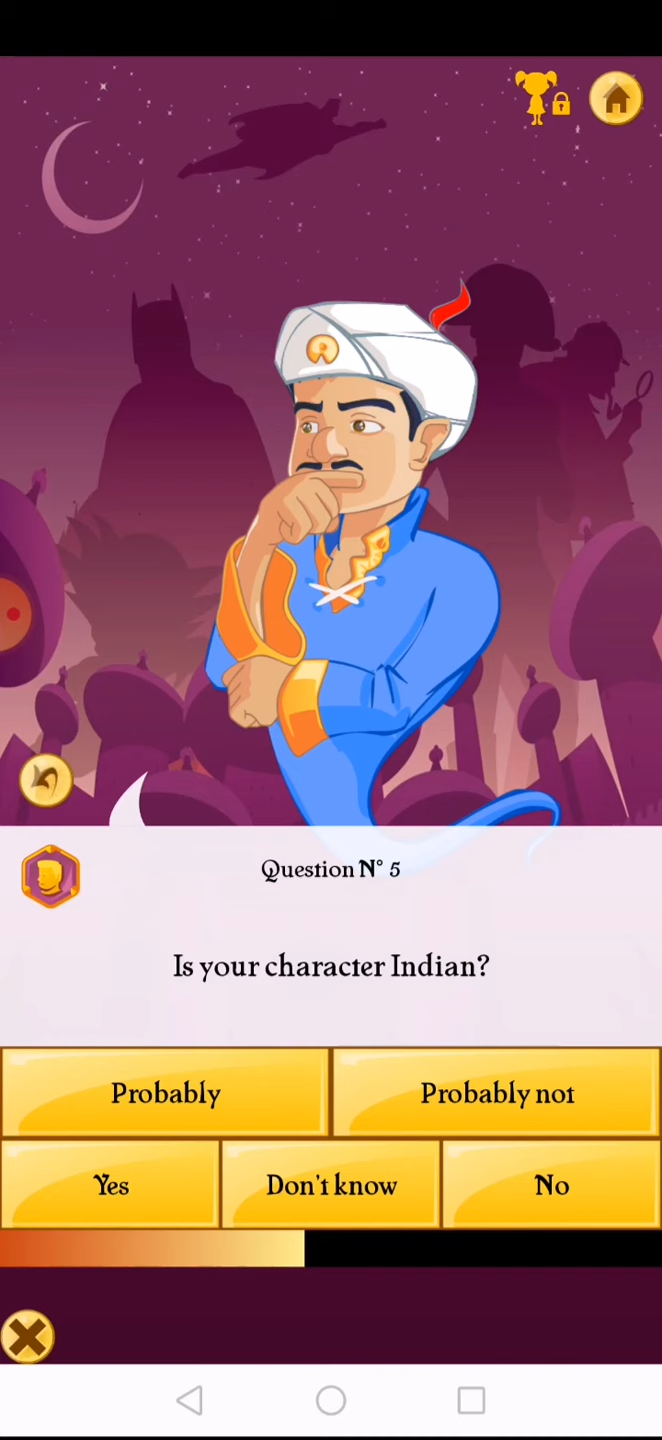 Question N° 5
Is your character Indian?
Probably
Probably not
Yes
Don't know
No